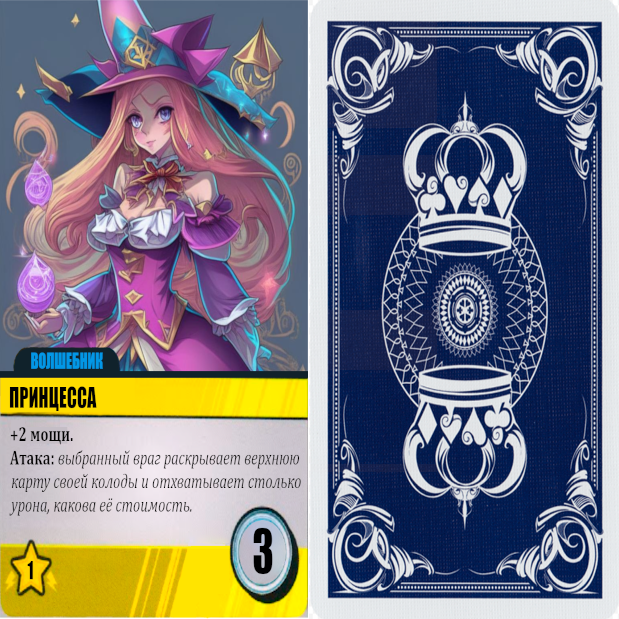 ВОЛШЕБНИК
ПРИНЦЕССА
+2 мощи.
Атака: выбранный враг раскрывает верхнюю
карту своей колоды и отхватывает столько
урона, какова её стоимость.
1
3